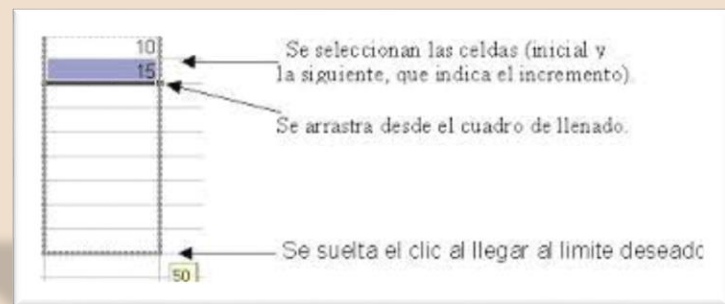 10
15
Se seleccionan las celdas (inicial y
la siguiente, que indica el incremento).
Se arrastra desde el cuadro de llenado.
Se suelta el clic al llegar al limite deseado
50